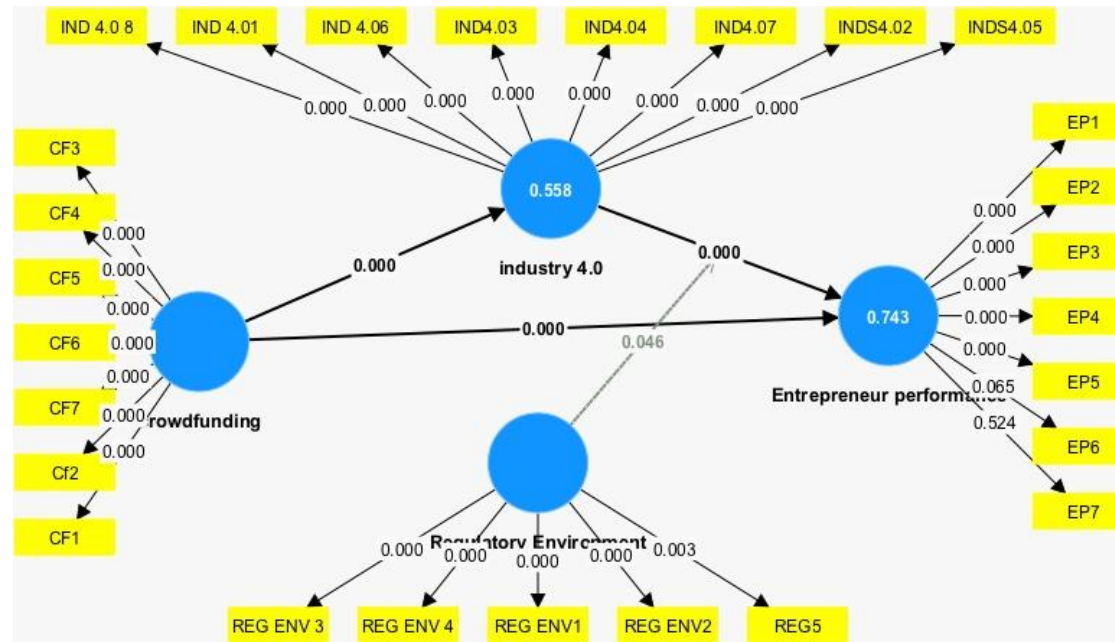 IND 4.0 8
IND 4.01
IND 4.06
IND4.03
IND4.04
IND4.07
INDS4.02
INDS4.05
0.000
0.000
0.000
0.000
0.000
0.000
0.000
0.000
CF3
CF4
CF5
CF6
CF7
Cf2
CF1
0.000
0.000
0.000
0.000
0.000
0.000
0.000
rowdfunding
0.000
0.558
industry 4.0
0.000
0.000
0.046
0.743
Entrepreneur performance
EP1
EP2
EP3
EP4
EP5
EP6
EP7
0.000
0.000
0.000
0.000
0.000
0.065
0.524
Regulatory Environment
0.000
0.000
0.000
0.000
0.003
REG ENV 3
REG ENV 4
REG ENV1
REG ENV2
REG5